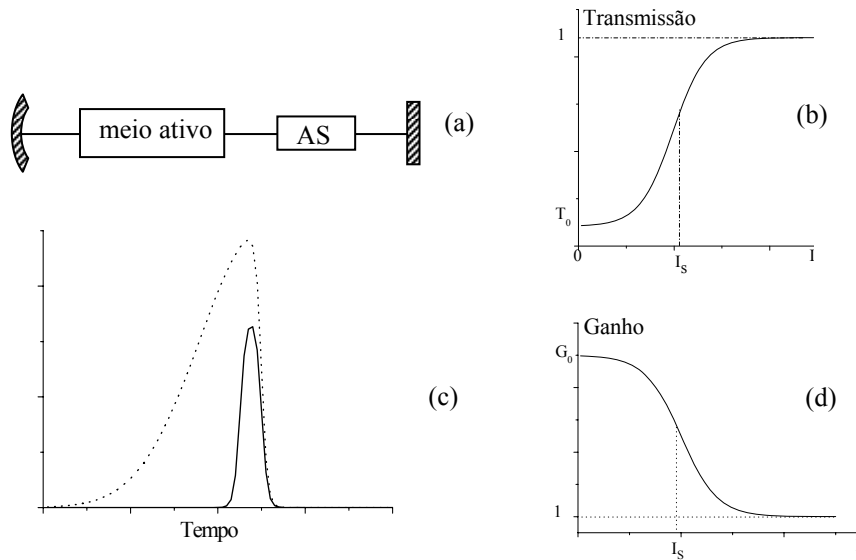 meio ativo
AS
(a)
Transmissão
1
T0
0
IS
I
(b)
Tempo
(c)
Ganho
G0
1
IS
(d)